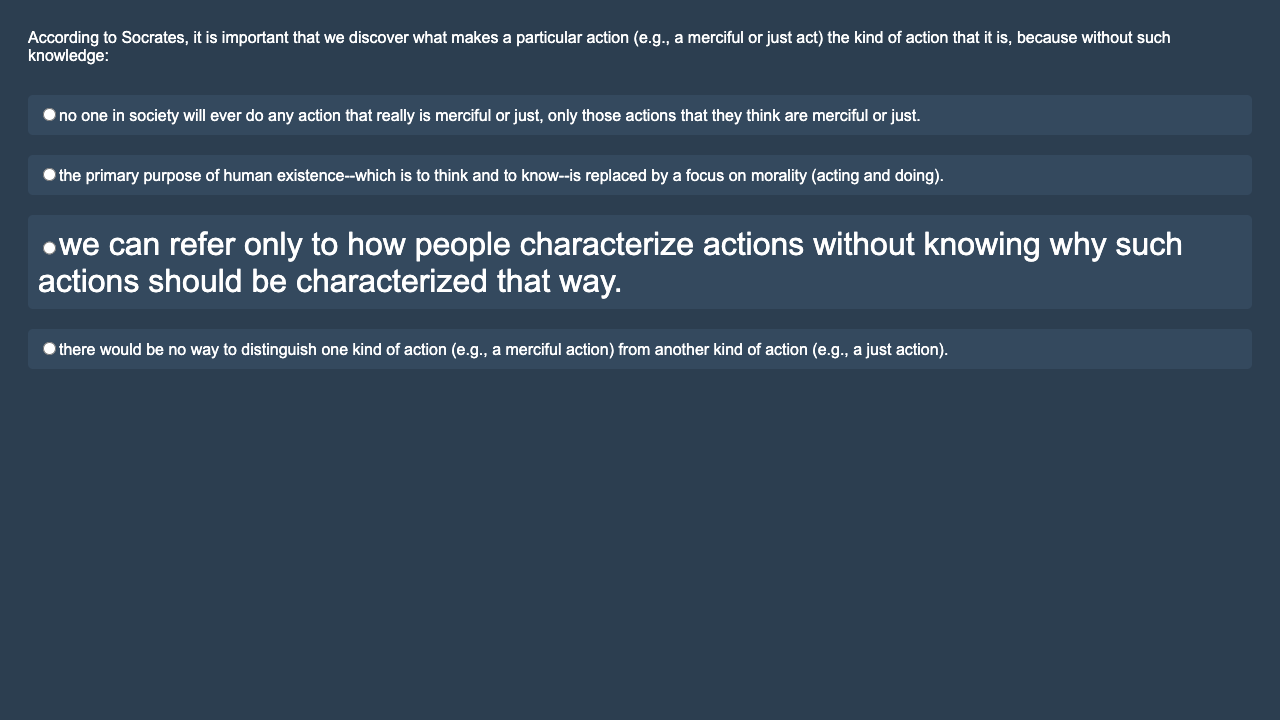 According to Socrates, it is important that we discover what makes a particular action (e.g., a merciful or just act) the kind of action that it is, because without such
knowledge:
no one in society will ever do any action that really is merciful or just, only those actions that they think are merciful or just.
the primary purpose of human existence--which is to think and to know--is replaced by a focus on morality (acting and doing).
we can refer only to how people characterize actions without knowing why such
actions should be characterized that way.
there would be no way to distinguish one kind of action (e.g., a merciful action) from another kind of action (e.g., a just action).